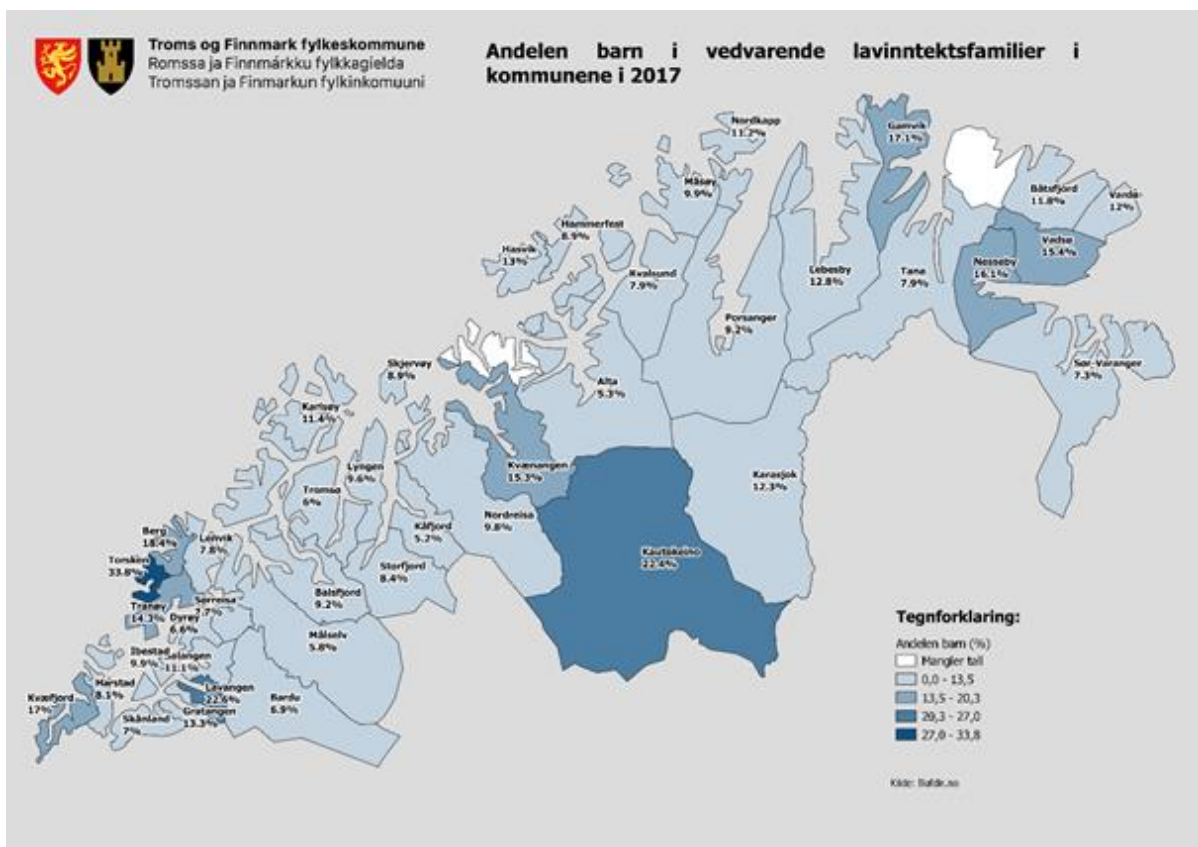 Troms og Finnmark fylkeskommune
Romssa ja Finnmárkku fylkkagielda
Tromssan ja Finmarkun fylkinkomuuni
Andelen barn i vedvarende lavinntektsfamilier i
kommunene i 2017
Nordkapp
11.2%
Gamvik
17.1%
Måsøy
9.9%
Båtsfjord
11.8%
Vardø
12%
Hammerfest
8.9%
Hasvik
13%
Vadsø
15.4%
Nesseby
16.1%
Kvalsund
7.9%
Lebesby
12.8%
Tana
7.9%
Porsanger
9.2%
Skjervøy
8.9%
Alta
5.3%
Sør-Varanger
7.3%
Karlsøy
11.4%
Lyngen
9.6%
Kvænangen
15.3%
Karasjok
12.3%
Tromsø
6%
Nordreisa
9.8%
Kåfjord
5.2%
Berg
18.4%
Lenvik
7.8%
Storfjord
8.4%
Kautokeino
22.4%
Torsken
33.8%
Balsfjord
9.2%
Tranøy
14.3%
Sørreisa
7.7%
Dyrøy
6.6%
Målselv
5.8%
Ibestad
9.9%
Salangen
11.1%
Harstad
8.1%
Lavangen
22.6%
Bardu
6.9%
Kvæfjord
17%
Gratangen
13.3%
Skånland
7%
Tegnforklaring:
Andelen barn (%)
Mangler tall
0,0 - 13,5
13,5 - 20,3
20,3 - 27,0
27,0 - 33,8
Kilde: